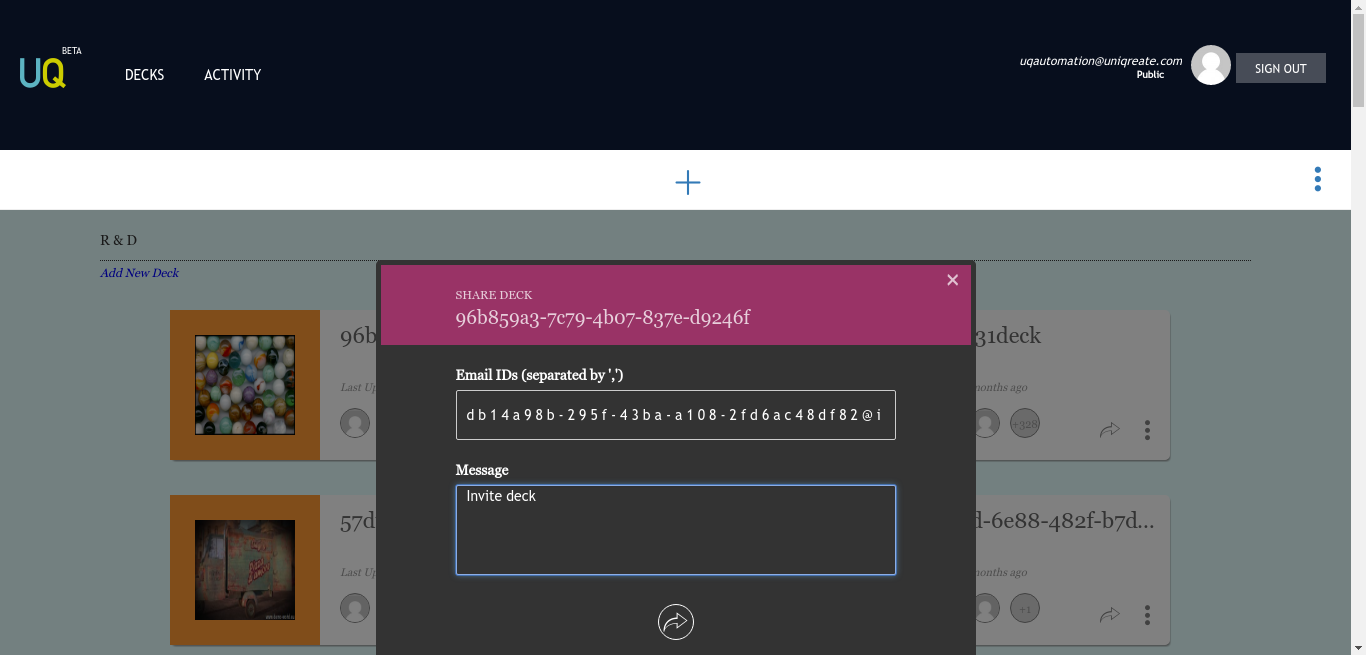 BETA
UQ
DECKS
ACTIVITY
uqautomation@uniqreate.com
Public
SIGN OUT
R & D
Add New Deck
SHARE DECK
96b859a3-7c79-4b07-837e-d9246f
Email IDs (separated by ',')
db14a98b-295f-43ba-a108-2fd6ac48df82@i
Message
Invite deck
96b
31deck
Last Up
months ago
+328
57d
d-6e88-482f-b7d...
Last Up
months ago
+1